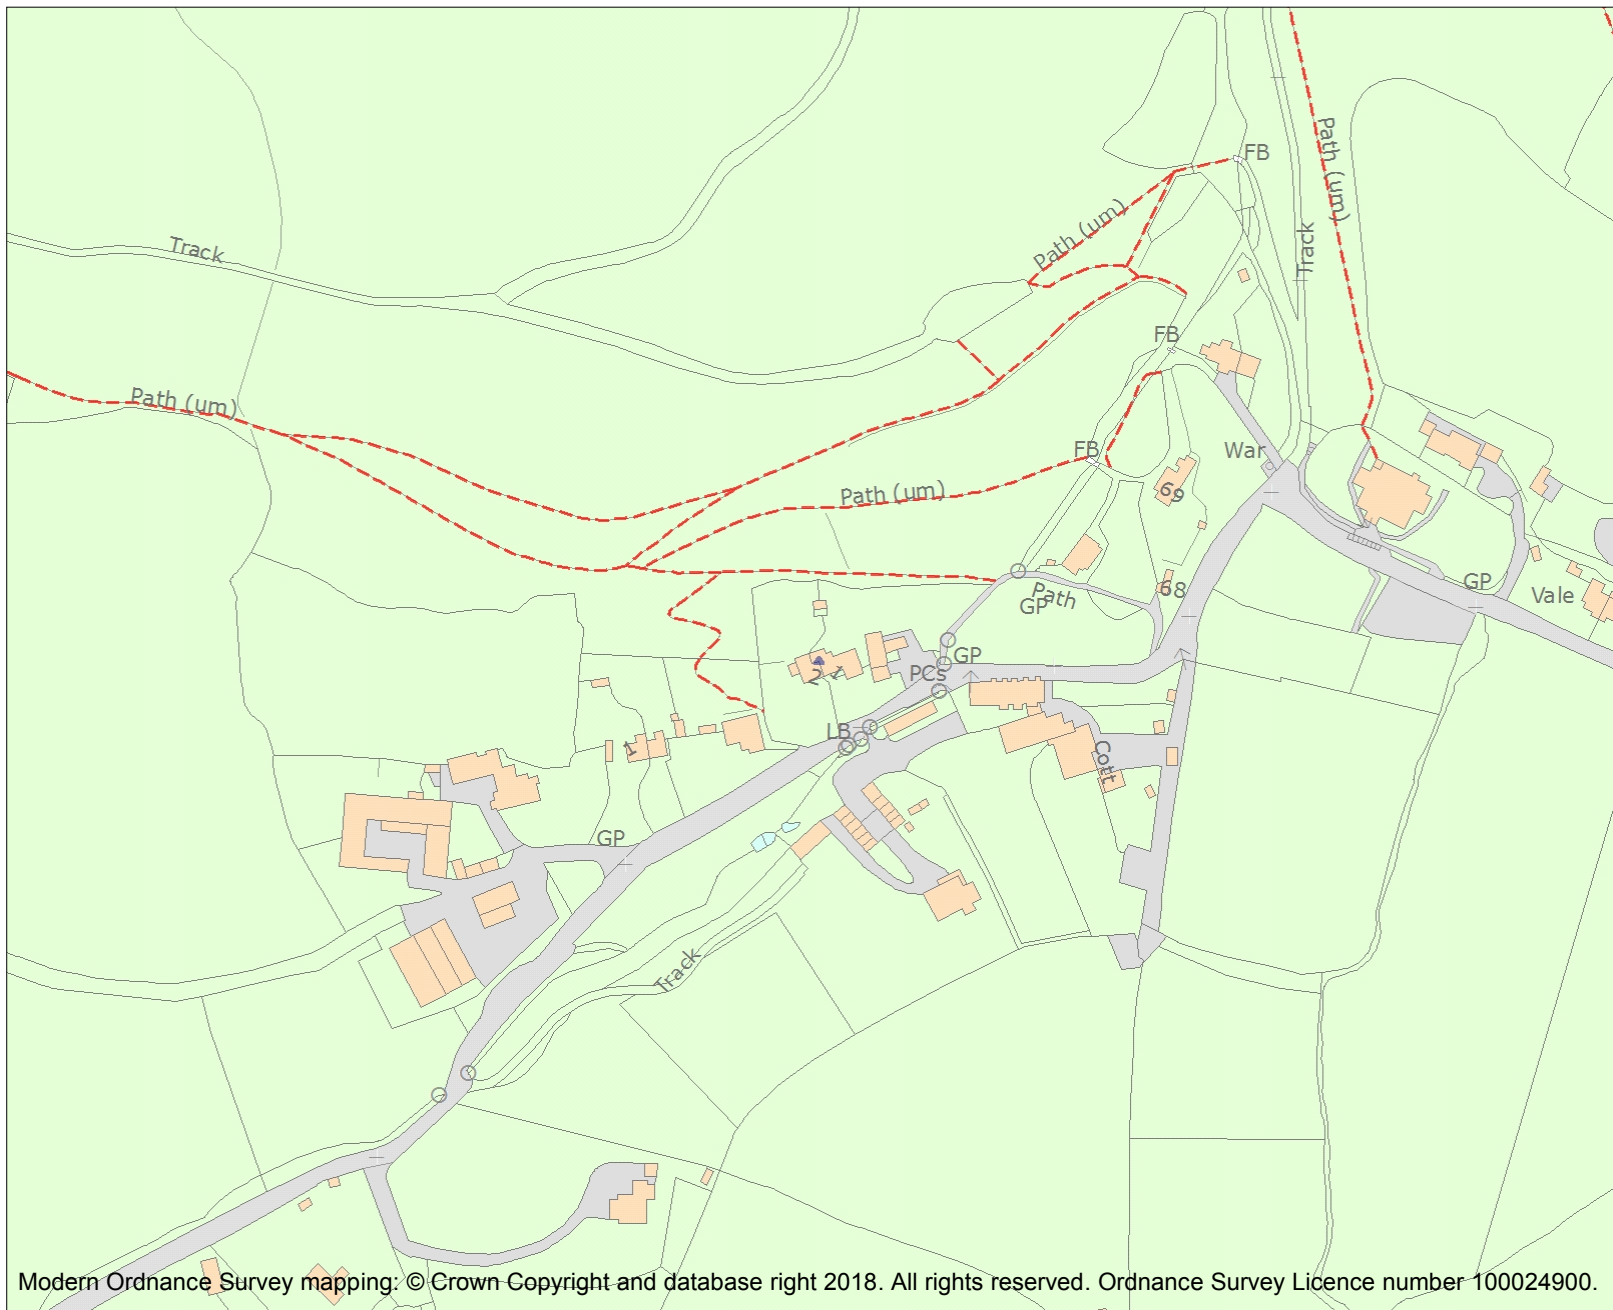 FB
Path (um)
Path (um)
Track
Track
FB
Path (um)
War
FB
Path (um)
69
GP
Path
68
Vale
GP
GP
PCs
2
1
LB
1
Cott
GP
Track
Modern Ordnance Survey mapping: © Crown Copyright and database right 2018. All rights reserved. Ordnance Survey Licence number 100024900.